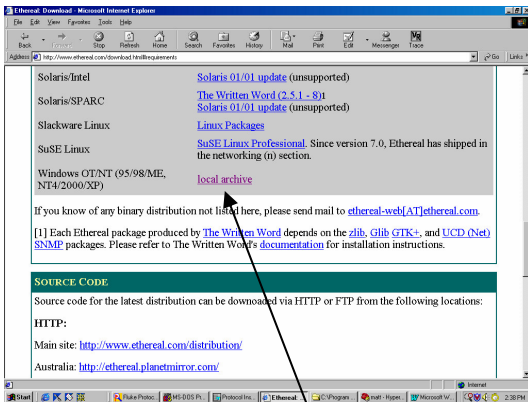 Ethereal: Download - Microsoft Internet Explorer
File Edit View Favorites Tools Help
Back Forward Stop Refresh Home Search Favorites History Mail Print Edit Messenger Trace
Address http://www.ethereal.com/download.html#requirements Go Links
Solaris/Intel Solaris 01/01 update (unsupported)
Solaris/SPARC The Written Word (2.5.1 - 8)1
Solaris 01/01 update (unsupported)
Slackware Linux Linux Packages
SuSE Linux SuSE Linux Professional. Since version 7.0, Ethereal has shipped in
the networking (n) section.
Windows OT/NT (95/98/ME,
NT4/2000/XP) local archive
If you know of any binary distribution not listed here, please send mail to ethereal-web[AT]ethereal.com.
[1] Each Ethereal package produced by The Written Word depends on the zlib, Glib GTK+, and UCD (Net)
SNMP packages. Please refer to The Written Word's documentation for installation instructions.
SOURCE CODE
Source code for the latest distribution can be downoaded via HTTP or FTP from the following locations:
HTTP:
Main site: http://www.ethereal.com/distribution/
Australia: http://ethereal.planetmirror.com/
Internet
Start Fluke Protoc... MS-DOS Pr... Protocol Ins... Ethereal: ... C:\Program ... matt - Hyper... Microsoft W... 2:38 PM